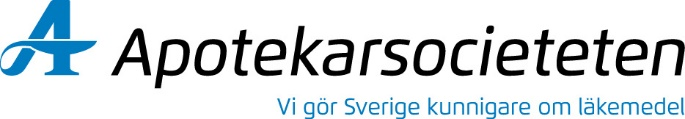 Apotekarsocieteten
Vi gör Sverige kunnigare om läkemedel